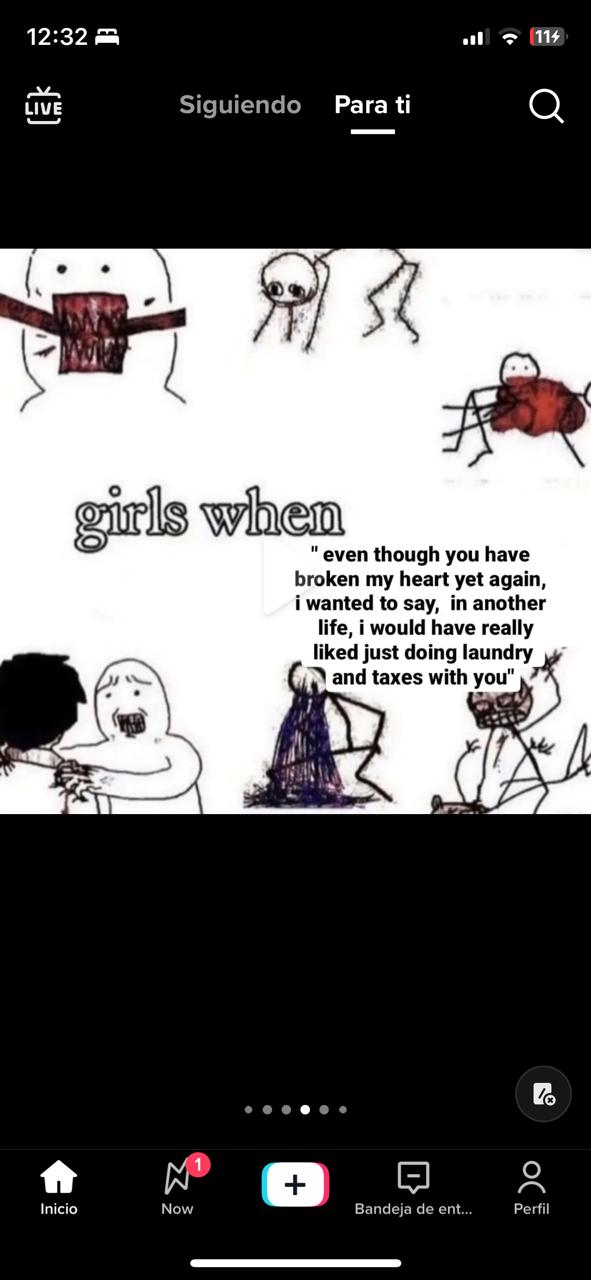 12:32
11
LIVE
Siguiendo
Para ti
girls when
" even though you have
broken my heart yet again,
i wanted to say, in another
life, i would have really
liked just doing laundry
and taxes with you"
1
Inicio
Now
Bandeja de ent...
Perfil